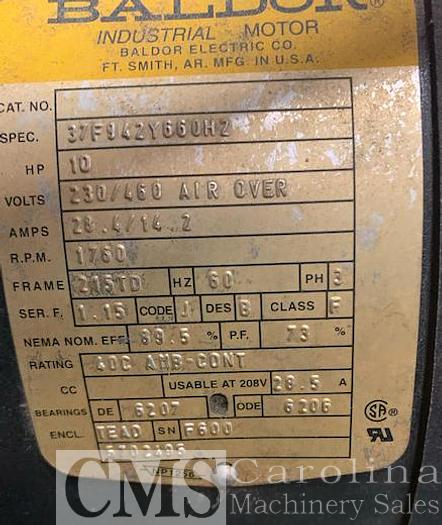 BALDOR®
INDUSTRIAL MOTOR
BALDOR ELECTRIC CO.
FT. SMITH, AR. MFG. IN U.S.A.
CAT. NO.
SPEC. 37F942Y660H2
HP 10
VOLTS 230/460 AIR OVER
AMPS 28.4/14.2
R.P.M. 1760
FRAME 215TD HZ 60 PH 3
SER. F. 1.15 CODE J DES B CLASS F
NEMA NOM. EFF. 89.5 % P.F. 73 %
RATING 40C AMB-CONT
CC USABLE AT 208V 28.5 A
BEARINGS DE 6207 ODE 6206
ENCL. TEAO SN F600
CMS Carolina
Machinery Sales